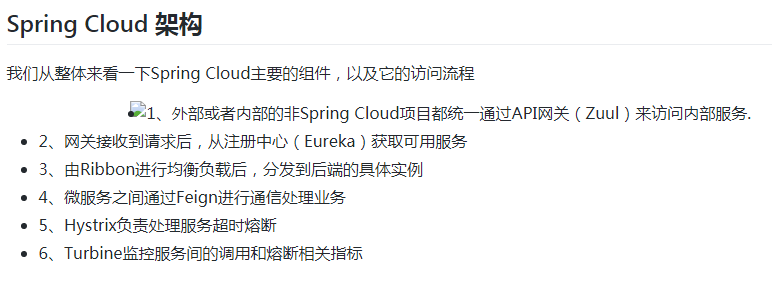 Spring Cloud 架构
我们从整体来看一下Spring Cloud主要的组件，以及它的访问流程
1、外部或者内部的非Spring Cloud项目都统一通过API网关（Zuul）来访问内部服务.
2、网关接收到请求后，从注册中心（Eureka）获取可用服务
3、由Ribbon进行均衡负载后，分发到后端的具体实例
4、微服务之间通过Feign进行通信处理业务
5、Hystrix负责处理服务超时熔断
6、Turbine监控服务间的调用和熔断相关指标